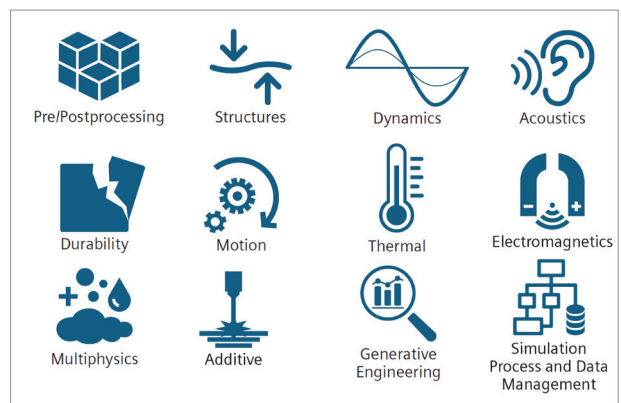 Pre/Postprocessing
Structures
Dynamics
Acoustics
Durability
Motion
Thermal
Electromagnetics
Multiphysics
Additive
Generative
Engineering
Simulation
Process and Data
Management